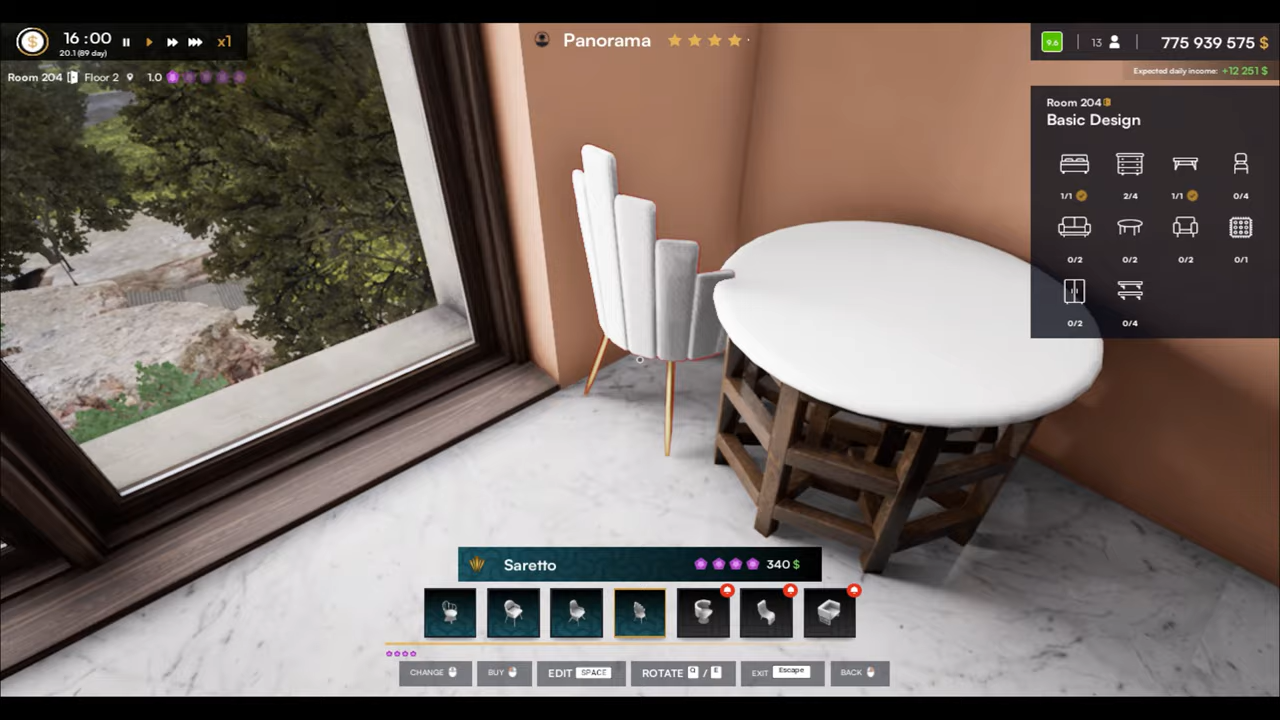 16 :00
x1
20.1 (89 day)
Room 204 Floor 2 1.0
Panorama
9.6 13 775 939 575 $
Expected daily income: +12 251 $
Room 204
Basic Design
1/1 2/4 1/1 0/4
0/2 0/2 0/2 0/1
0/2 0/4
Saretto 340 $
CHANGE BUY EDIT SPACE ROTATE Q / E EXIT Escape BACK